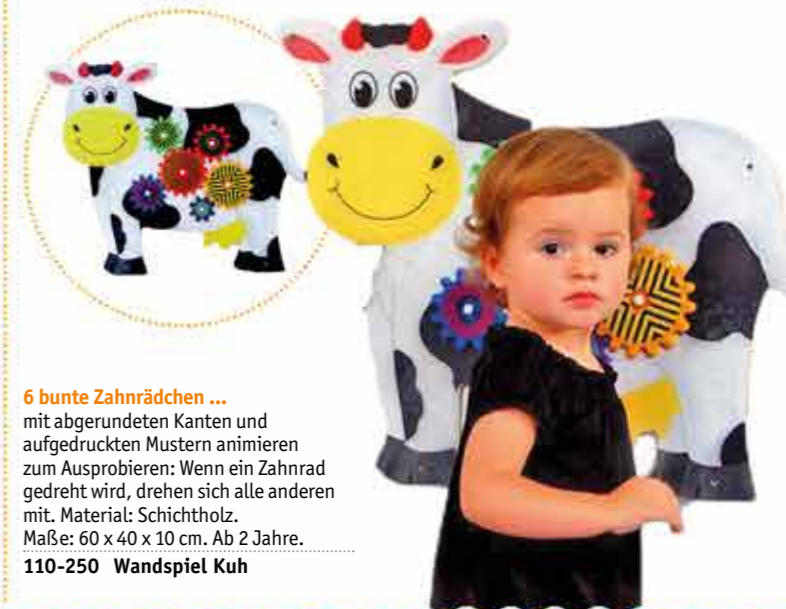 6 bunte Zahnrädchen ...
mit abgerundeten Kanten und
aufgedruckten Mustern animieren
zum Ausprobieren: Wenn ein Zahnrad
gedreht wird, drehen sich alle anderen
mit. Material: Schichtholz.
Maße: 60 x 40 x 10 cm. Ab 2 Jahre.
110-250 Wandspiel Kuh